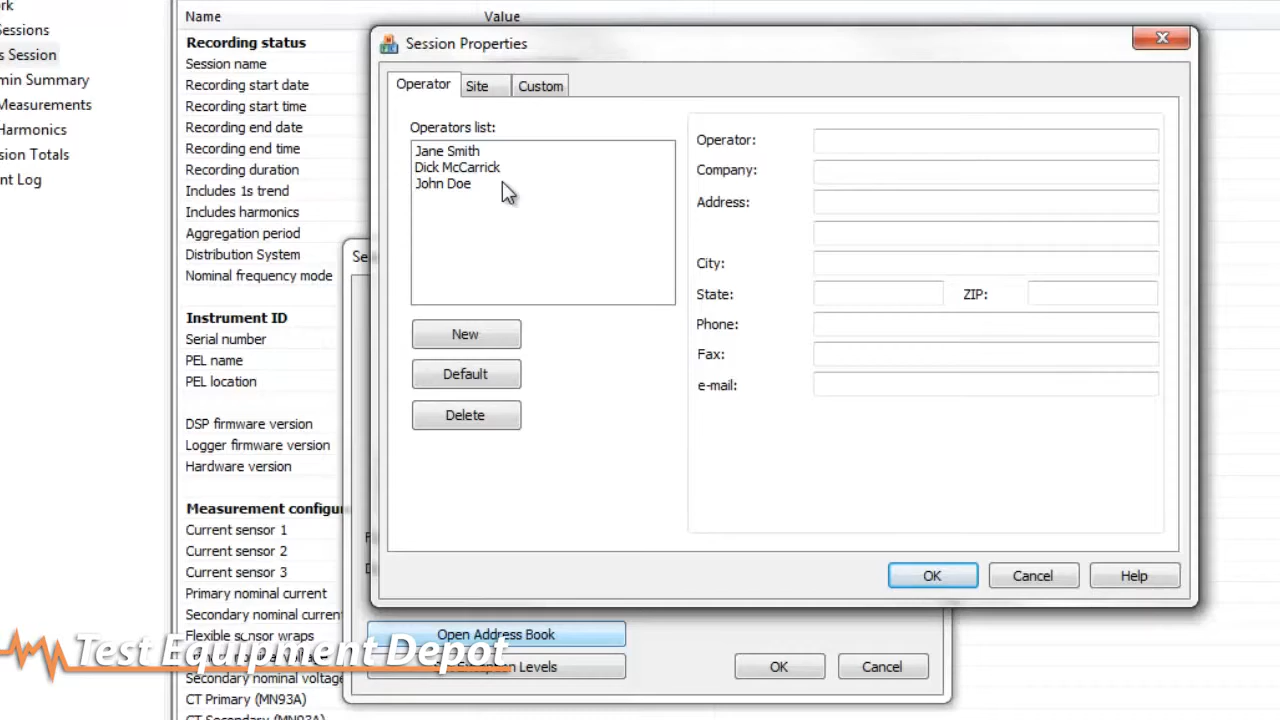 Name
Value
rk
essions
s Session
min Summary
Measurements
Harmonics
sion Totals
nt Log
Recording status
Session name
Recording start date
Recording start time
Recording end date
Recording end time
Recording duration
Includes 1s trend
Includes harmonics
Aggregation period
Distribution System
Nominal frequency mode
Instrument ID
Serial number
PEL name
PEL location
DSP firmware version
Logger firmware version
Hardware version
Measurement configu
Current sensor 1
Current sensor 2
Current sensor 3
Primary nominal current
Secondary nominal curren
Flexible sensor wraps
Secondary nominal voltage
CT Primary (MN93A)
CT Secondary (MN93A)
Se
Session Properties
Operator
Site
Custom
Operators list:
Jane Smith
Dick McCarrick
John Doe
New
Default
Delete
Operator:
Company:
Address:
City:
State:
ZIP:
Phone:
Fax:
e-mail:
OK
Cancel
Help
Open Address Book
Levels
OK
Cancel
Test Equipment Depot